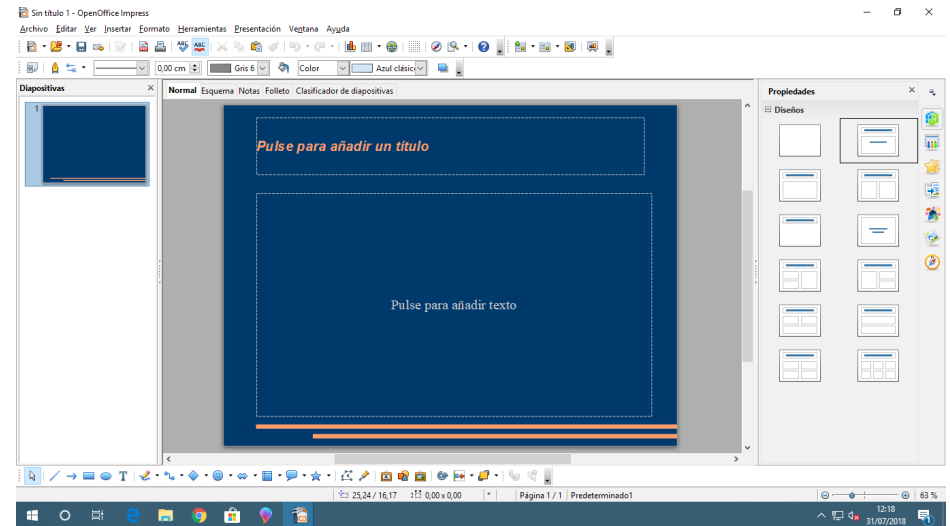 Sin título 1 - OpenOffice Impress
Archivo Editar Ver Insertar Formato Herramientas Presentación Ventana Ayuda
0,00 cm Gris 6 Color Azul clásico
Diapositivas
Normal Esquema Notas Folleto Clasificador de diapositivas
Propiedades
Diseños
1
Pulse para añadir un título
Pulse para añadir texto
25,24 / 16,17 0,00 x 0,00 * Página 1 / 1 Predeterminado1 63 %
12:18
31/07/2018